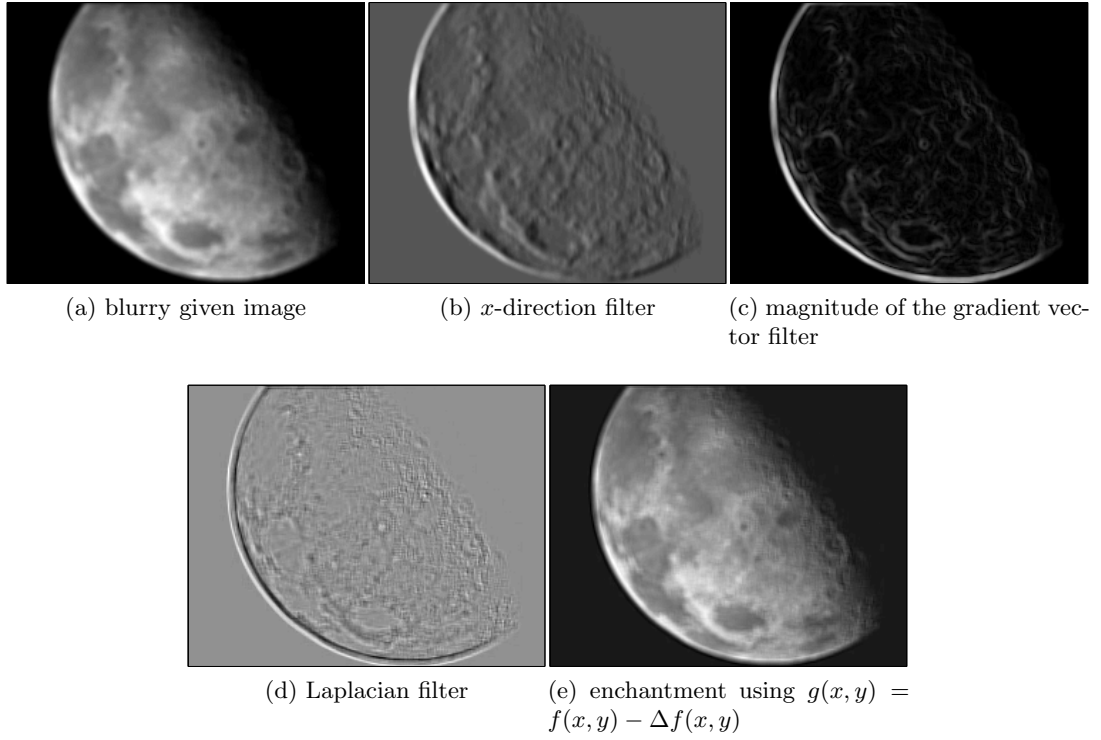 (a) blurry given image
(b) x-direction filter
(c) magnitude of the gradient vec-
tor filter
(d) Laplacian filter
(e) enchantment using g(x, y) =
f(x, y) − Δf(x, y)